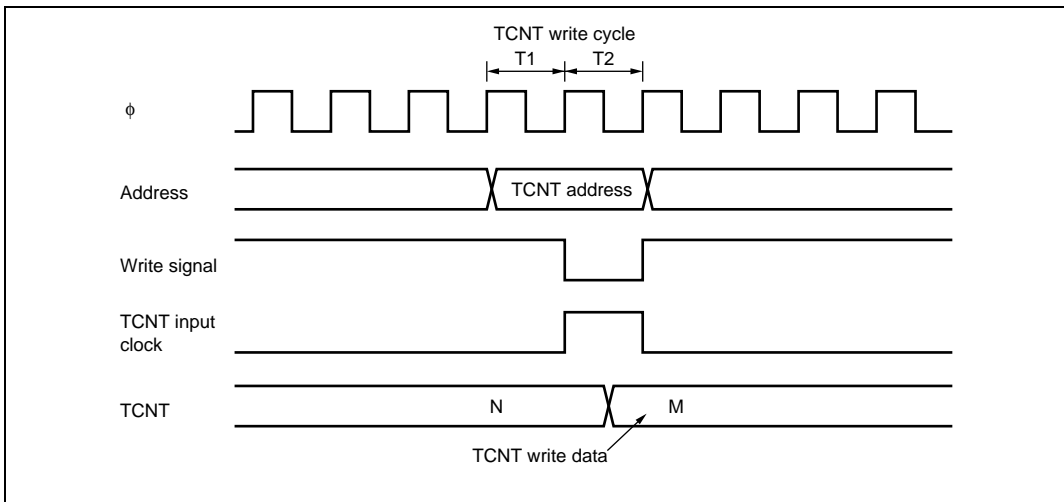 TCNT write cycle
T1 T2
ϕ
Address
TCNT address
Write signal
TCNT input
clock
TCNT
N M
TCNT write data